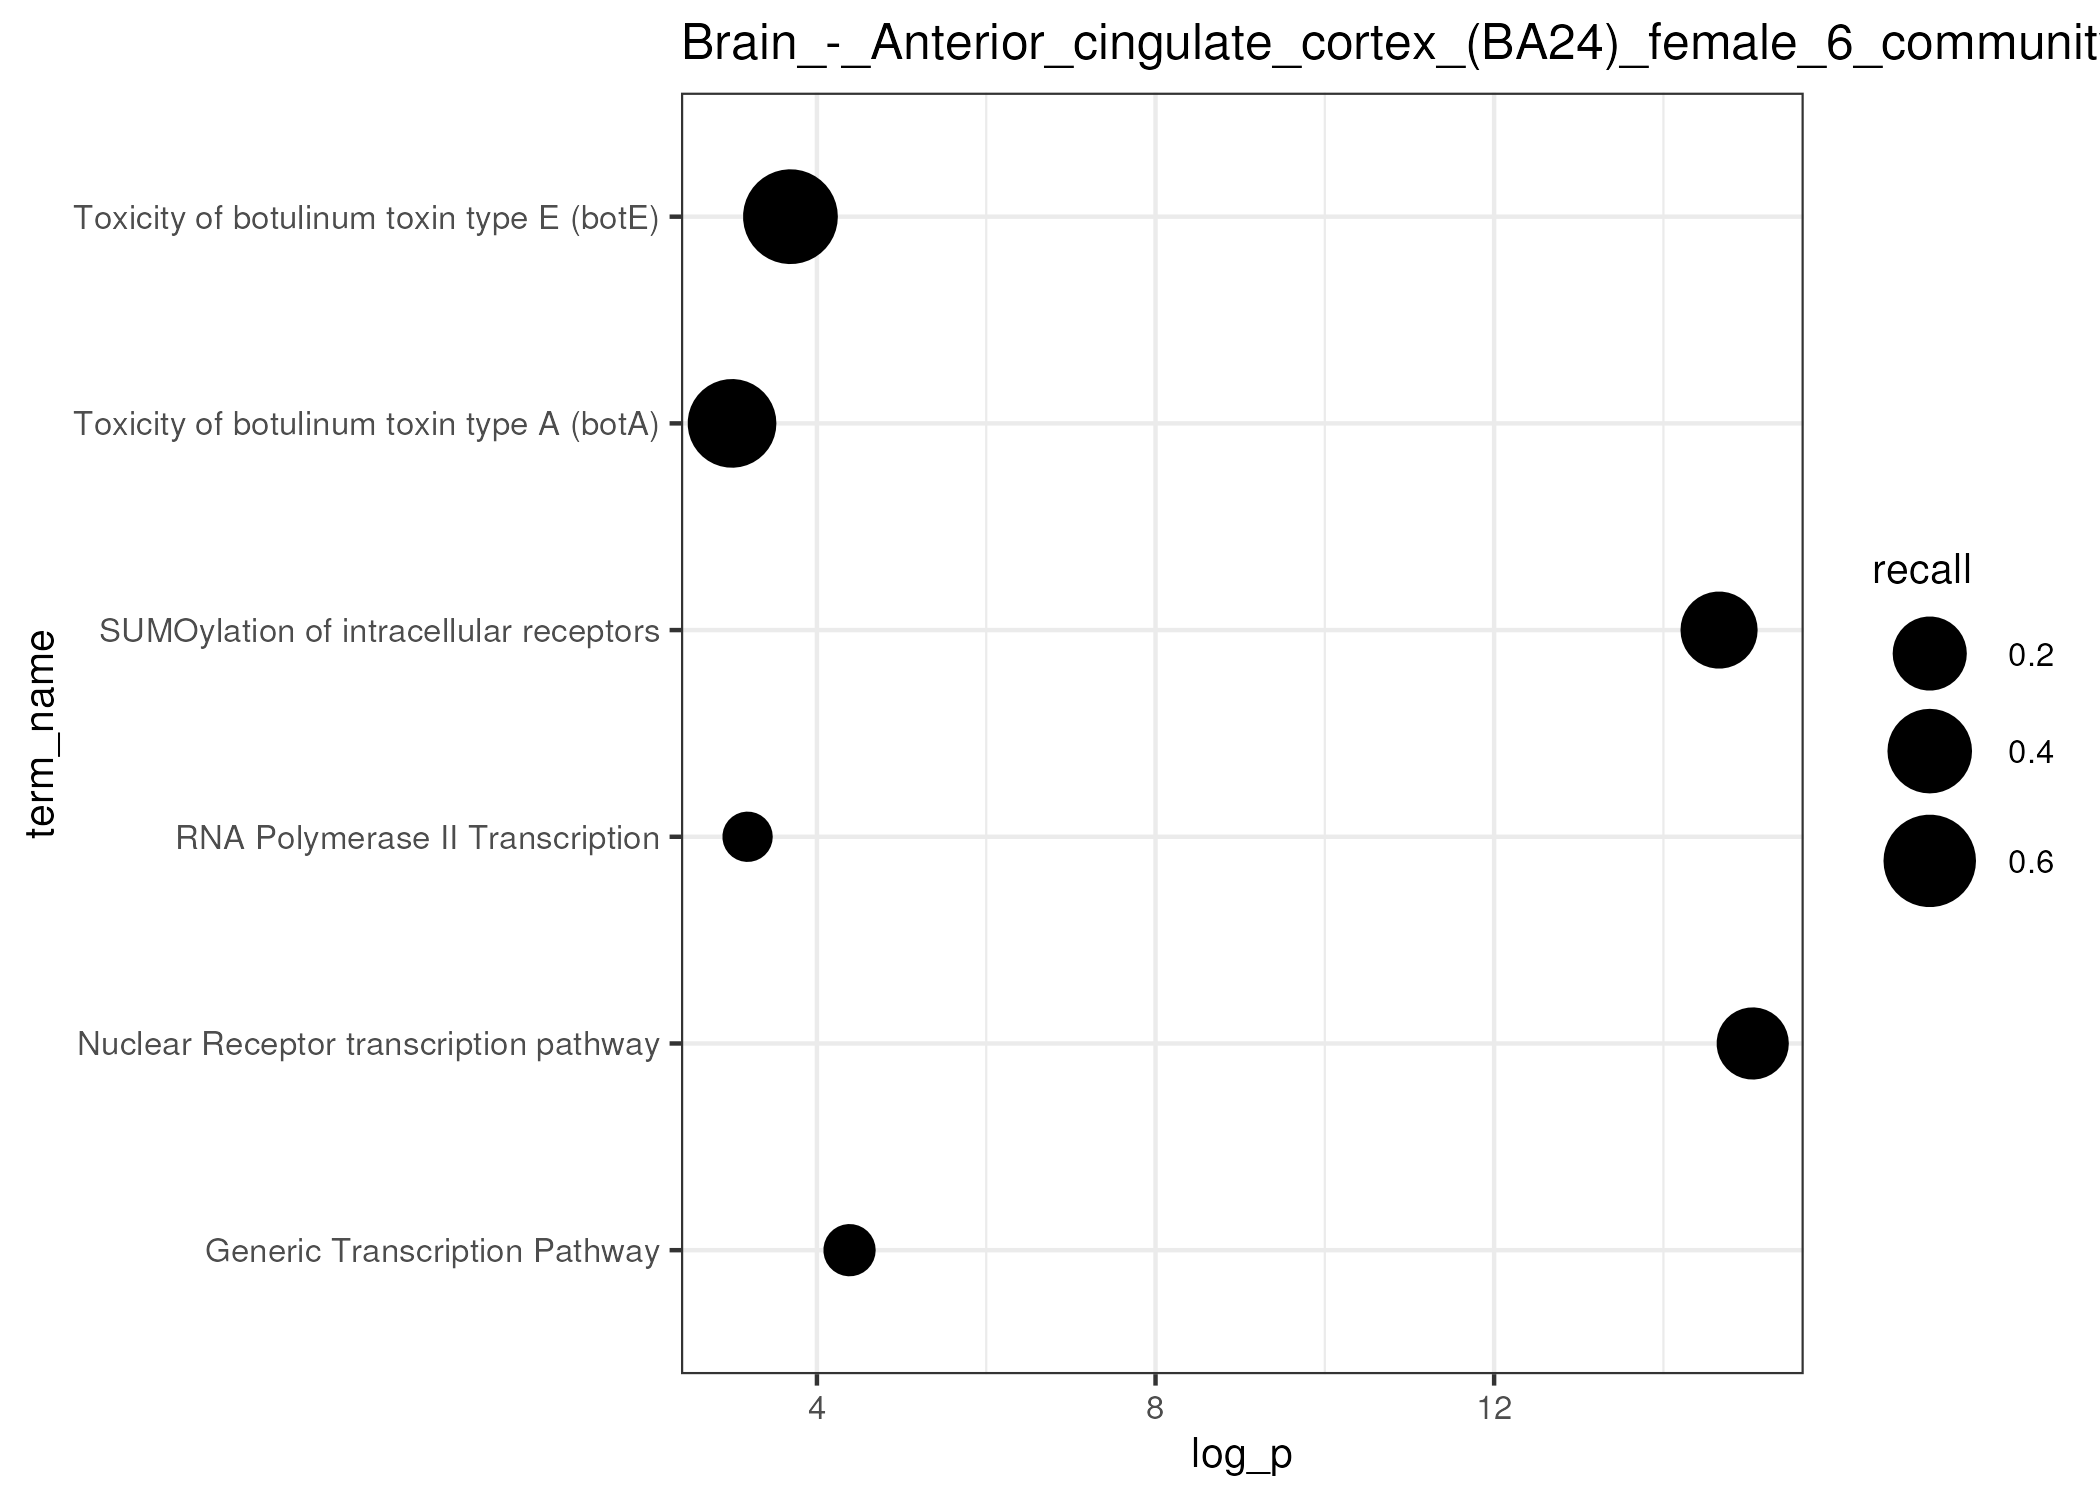 Brain_-_Anterior_cingulate_cortex_(BA24)_female_6_communit
Toxicity of botulinum toxin type E (botE)
Toxicity of botulinum toxin type A (botA)
SUMOylation of intracellular receptors
RNA Polymerase II Transcription
Nuclear Receptor transcription pathway
Generic Transcription Pathway
term_name
4 8 12
log_p
recall
0.2
0.4
0.6